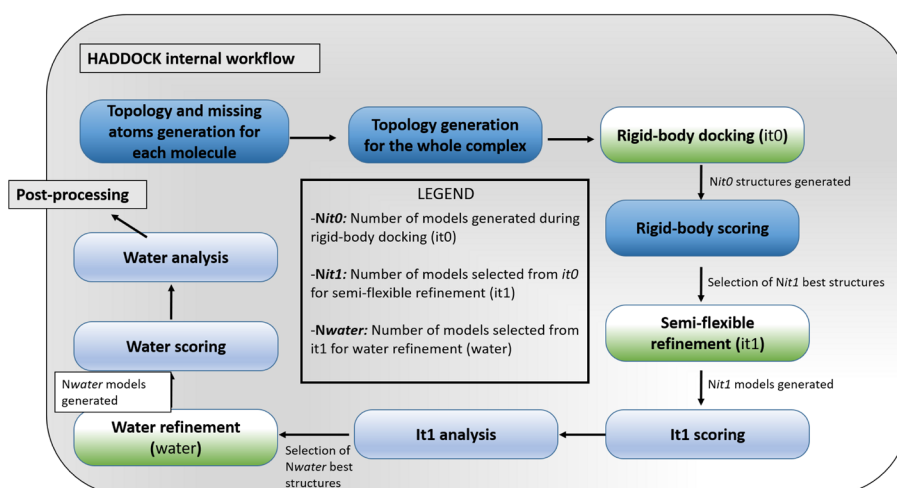 HADDOCK internal workflow
Topology and missing
atoms generation for
each molecule
Topology generation
for the whole complex
Rigid-body docking (it0)
Nit0 structures generated
Rigid-body scoring
Selection of Nit1 best structures
Semi-flexible
refinement (it1)
Nit1 models generated
It1 scoring
It1 analysis
Selection of
Nwater best
structures
Water refinement
(water)
Nwater models
generated
Water scoring
Water analysis
Post-processing
LEGEND
-Nit0: Number of models generated during
rigid-body docking (it0)
-Nit1: Number of models selected from it0
for semi-flexible refinement (it1)
-Nwater: Number of models selected from
it1 for water refinement (water)